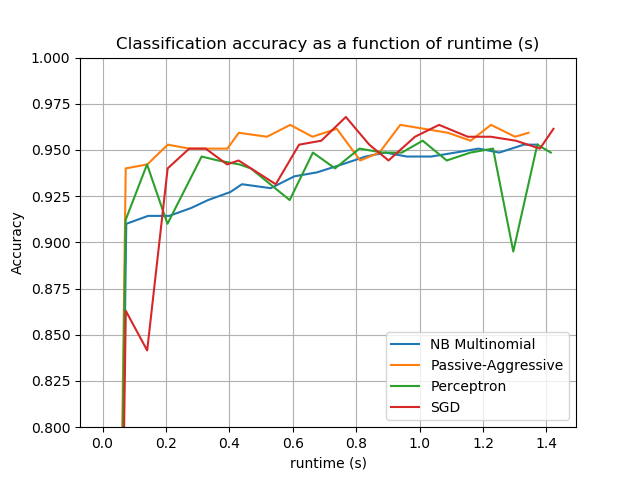 Classification accuracy as a function of runtime (s)
1.000
0.975
0.950
0.925
0.900
0.875
0.850
0.825
0.800
Accuracy
NB Multinomial
Passive-Aggressive
Perceptron
SGD
0.0 0.2 0.4 0.6 0.8 1.0 1.2 1.4
runtime (s)